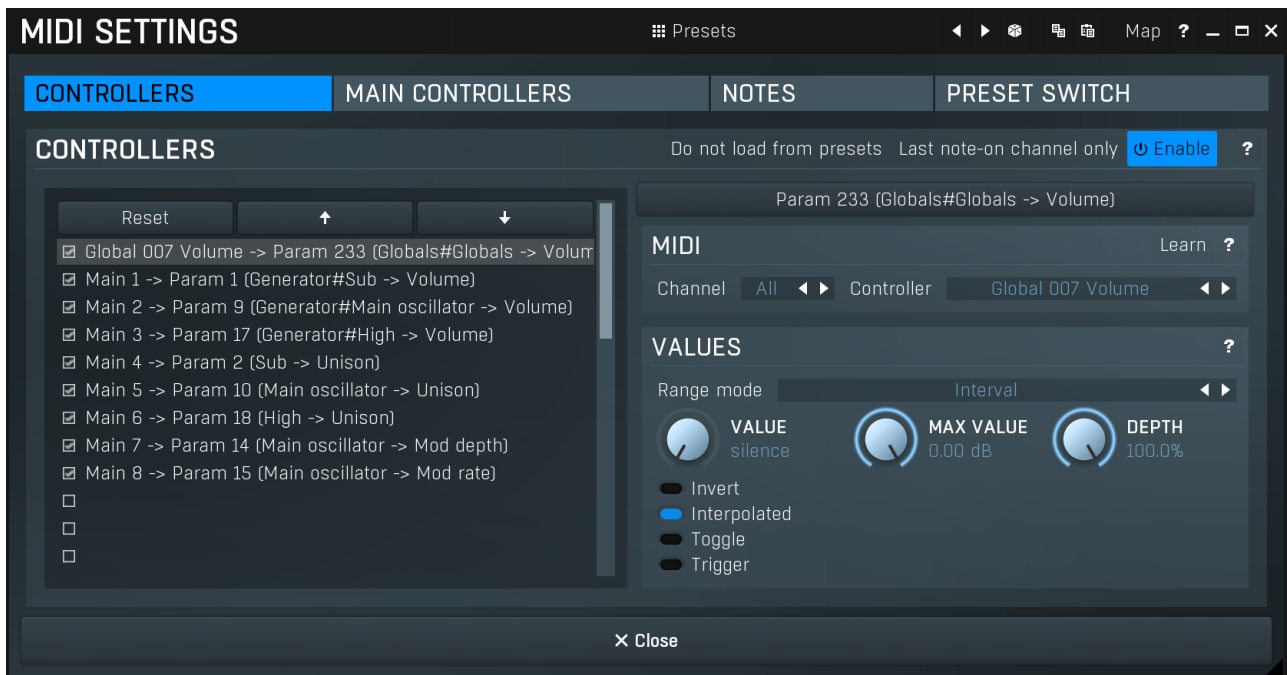 MIDI SETTINGS Presets Map ?
CONTROLLERS MAIN CONTROLLERS NOTES PRESET SWITCH
CONTROLLERS Do not load from presets Last note-on channel only Enable ?
Reset
Global 007 Volume -> Param 233 (Globals#Globals -> Volum
Main 1 -> Param 1 (Generator#Sub -> Volume)
Main 2 -> Param 9 (Generator#Main oscillator -> Volume)
Main 3 -> Param 17 (Generator#High -> Volume)
Main 4 -> Param 2 (Sub -> Unison)
Main 5 -> Param 10 (Main oscillator -> Unison)
Main 6 -> Param 18 (High -> Unison)
Main 7 -> Param 14 (Main oscillator -> Mod depth)
Main 8 -> Param 15 (Main oscillator -> Mod rate)
Param 233 (Globals#Globals -> Volume)
MIDI Learn ?
Channel All Controller Global 007 Volume
VALUES ?
Range mode Interval
VALUE MAX VALUE DEPTH
silence 0.00 dB 100.0%
Invert
Interpolated
Toggle
Trigger
Close